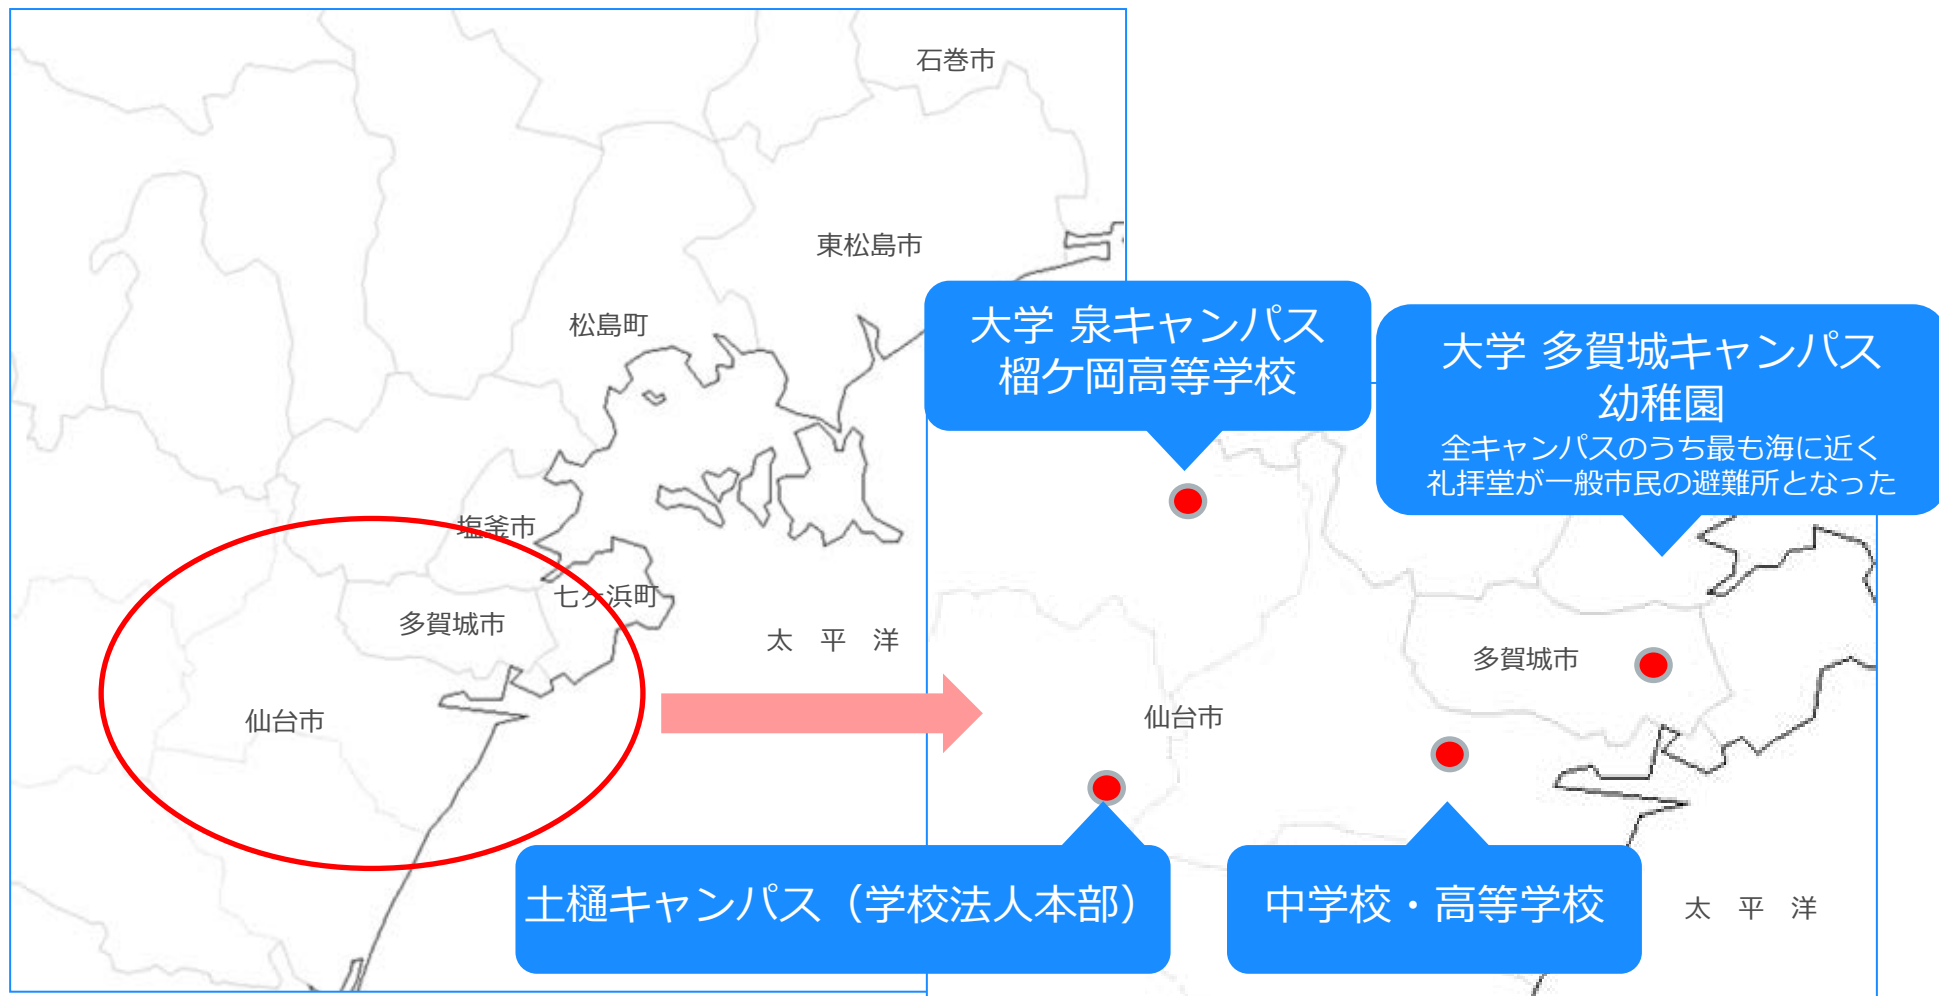 石巻市
東松島市
松島町
塩釜市
七ケ浜町
多賀城市
太 平 洋
仙台市
大学 泉キャンパス
榴ケ岡高等学校
大学 多賀城キャンパス
幼稚園
全キャンパスのうち最も海に近く
礼拝堂が一般市民の避難所となった
多賀城市
仙台市
土樋キャンパス（学校法人本部）
中学校・高等学校
太 平 洋